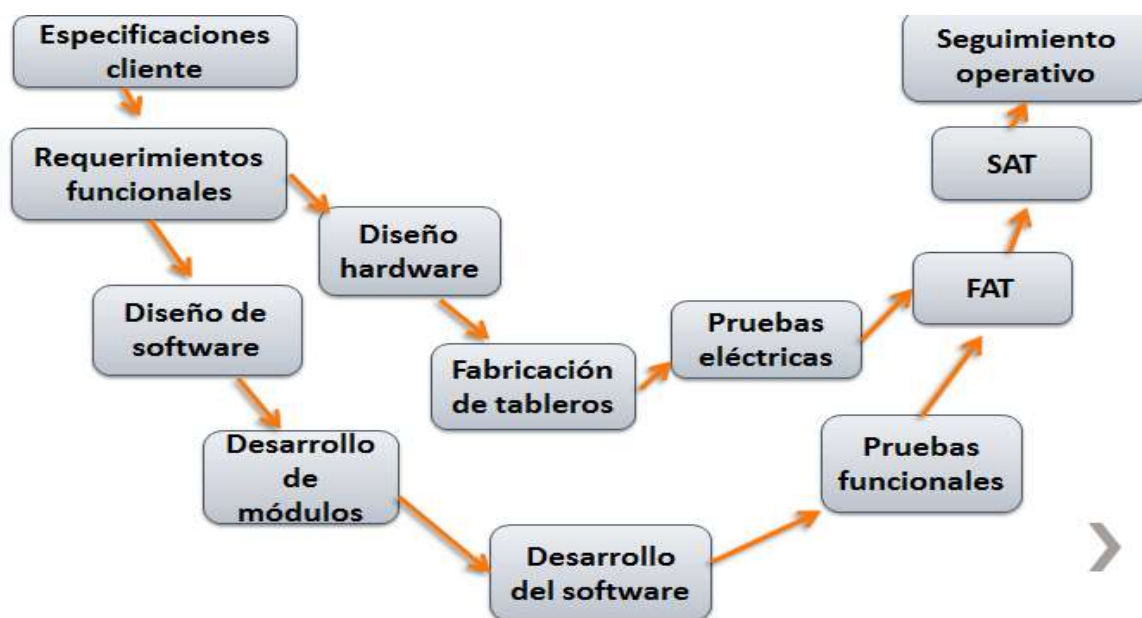 Especificaciones
cliente
Seguimiento
operativo
Requerimientos
funcionales
SAT
Diseño
hardware
FAT
Diseño de
software
Pruebas
eléctricas
Fabricación
de tableros
Desarrollo
de
módulos
Pruebas
funcionales
Desarrollo
del software